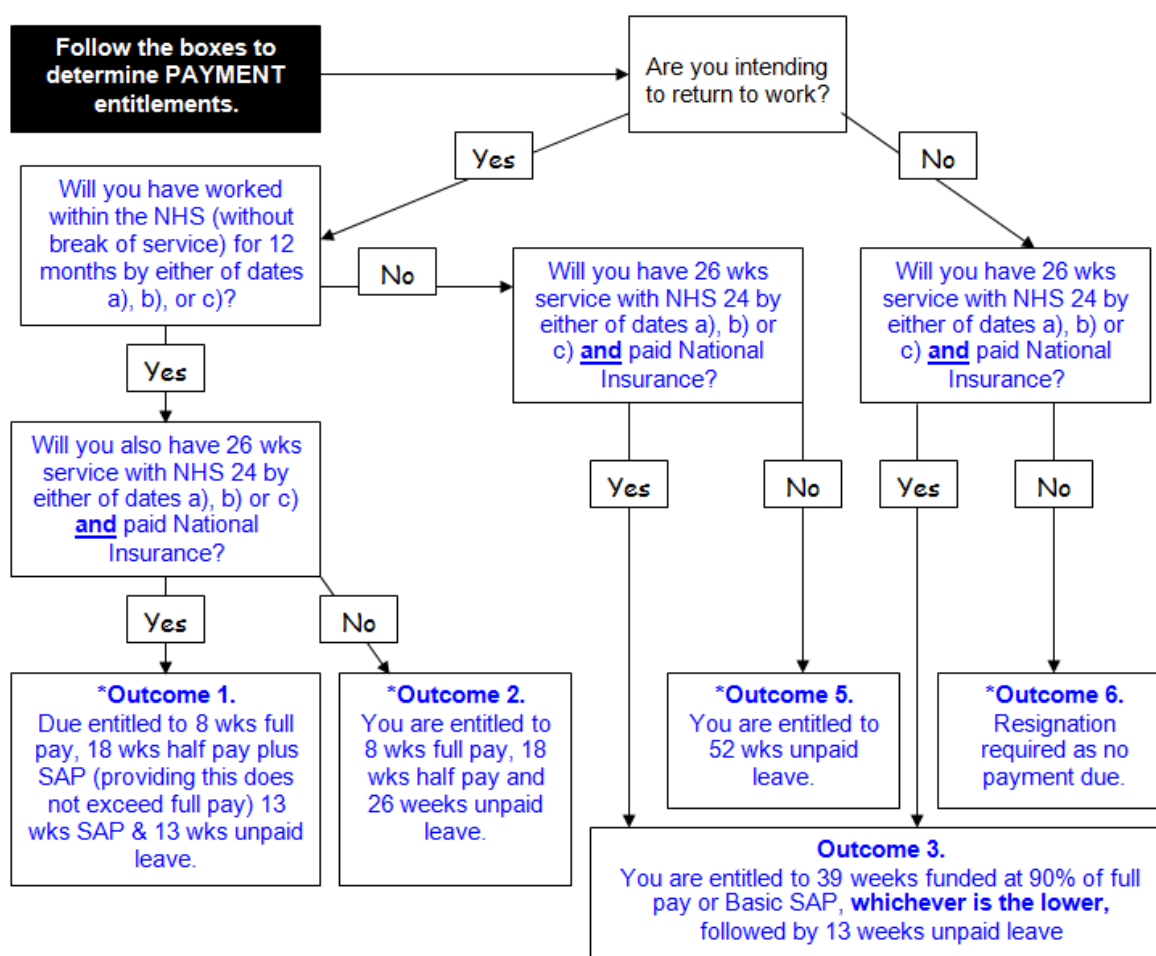 Follow the boxes to
determine PAYMENT
entitlements.
Are you intending
to return to work?
Yes
No
Will you have worked
within the NHS (without
break of service) for 12
months by either of dates
a), b), or c)?
No
Will you have 26 wks
service with NHS 24 by
either of dates a), b) or
c) and paid National
Insurance?
Will you have 26 wks
service with NHS 24 by
either of dates a), b) or
c) and paid National
Insurance?
Yes
Will you also have 26 wks
service with NHS 24 by
either of dates a), b) or c)
and paid National
Insurance?
Yes
No
Yes
No
Yes
No
*Outcome 1.
Due entitled to 8 wks full
pay, 18 wks half pay plus
SAP (providing this does
not exceed full pay) 13
wks SAP & 13 wks unpaid
leave.
*Outcome 2.
You are entitled to
8 wks full pay, 18
wks half pay and
26 weeks unpaid
leave.
*Outcome 5.
You are entitled to
52 wks unpaid
leave.
*Outcome 6.
Resignation
required as no
payment due.
Outcome 3.
You are entitled to 39 weeks funded at 90% of full
pay or Basic SAP, whichever is the lower,
followed by 13 weeks unpaid leave